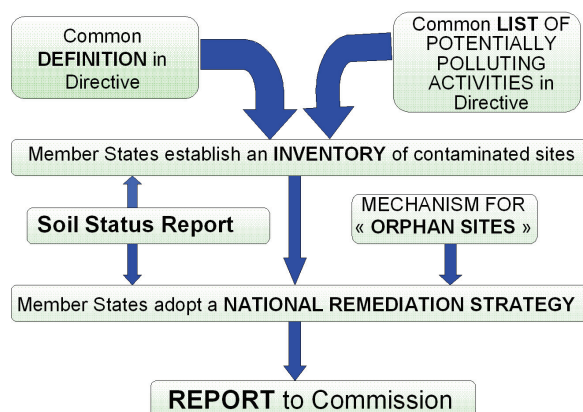 Common
DEFINITION in
Directive
Common LIST OF
POTENTIALLY
POLLUTING
ACTIVITIES in
Directive
Member States establish an INVENTORY of contaminated sites
Soil Status Report
MECHANISM FOR
« ORPHAN SITES »
Member States adopt a NATIONAL REMEDIATION STRATEGY
REPORT to Commission